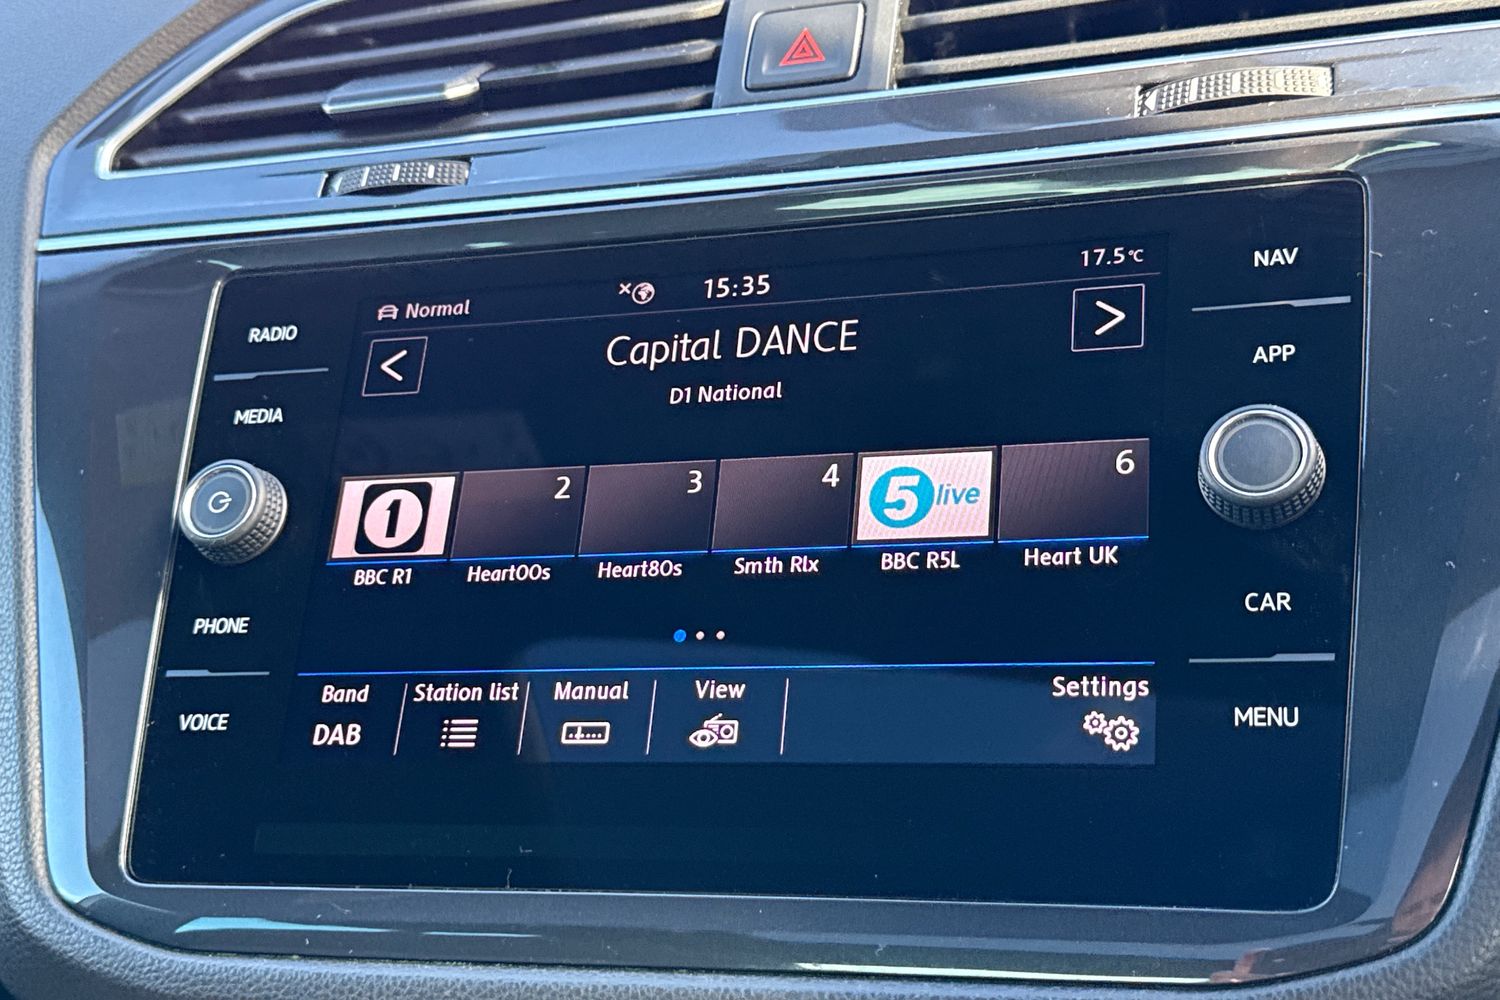 Normal
15:35
17.5°C
<
Capital DANCE
>
D1 National
1
2
3
4
5 live
6
BBC R1
Heart00s
Heart80s
Smth Rlx
BBC R5L
Heart UK
Band
Station list
Manual
View
Settings
DAB
RADIO
MEDIA
PHONE
VOICE
NAV
APP
CAR
MENU